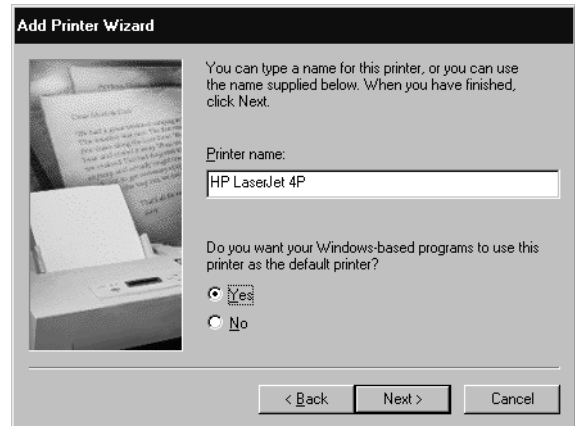 Add Printer Wizard
You can type a name for this printer, or you can use
the name supplied below. When you have finished,
click Next.
Printer name:
HP LaserJet 4P
Do you want your Windows-based programs to use this
printer as the default printer?
Yes
No
< Back
Next >
Cancel